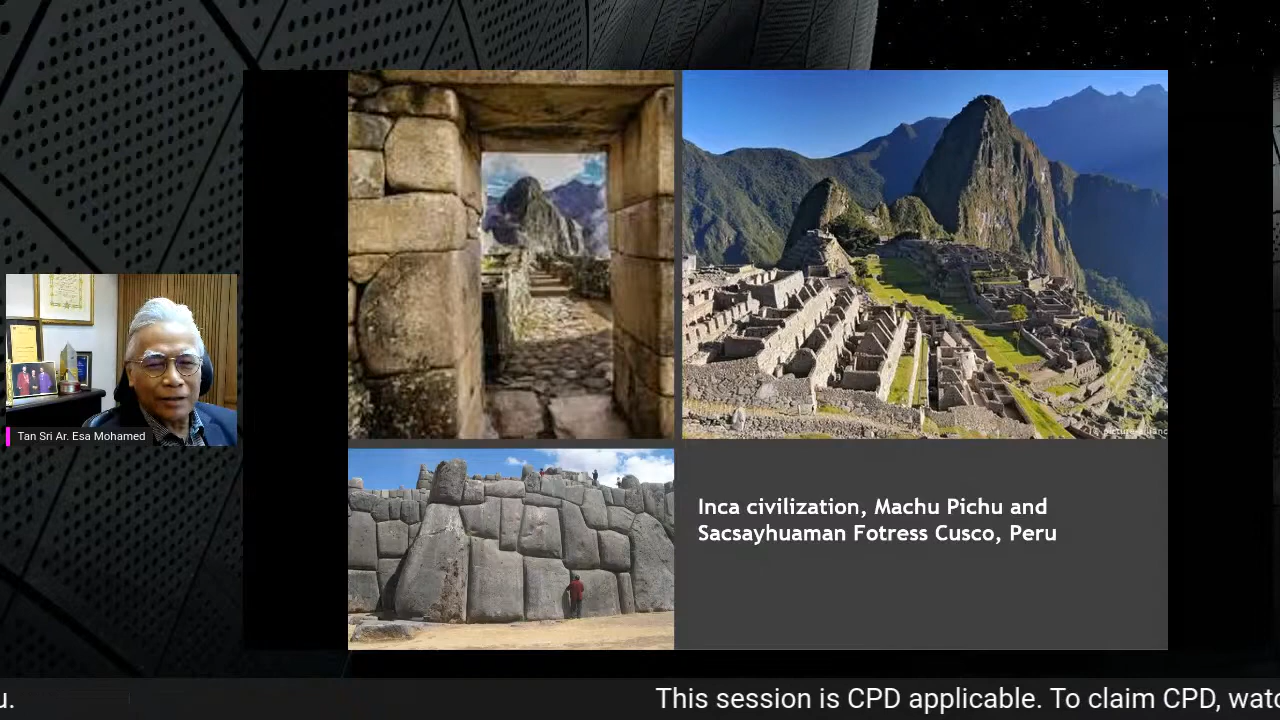 Tan Sri Ar. Esa Mohamed
Inca civilization, Machu Pichu and
Sacsayhuaman Fotress Cusco, Peru
u.
This session is CPD applicable. To claim CPD, watc